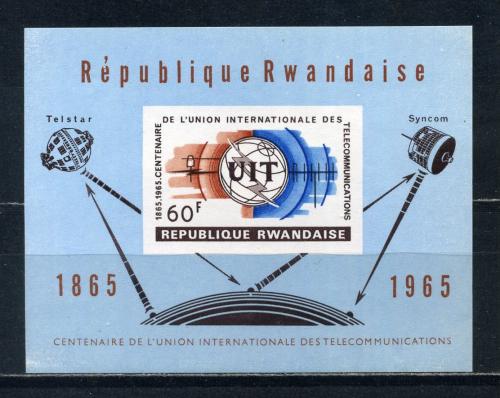 République Rwandaise
Telstar
Syncom
1865.1965.CENTENAIRE DE L'UNION INTERNATIONALE DES TELECOMMUNICATIONS
UIT
60F
REPUBLIQUE RWANDAISE
1865
1965
CENTENAIRE DE L'UNION INTERNATIONALE DES TELECOMMUNICATIONS